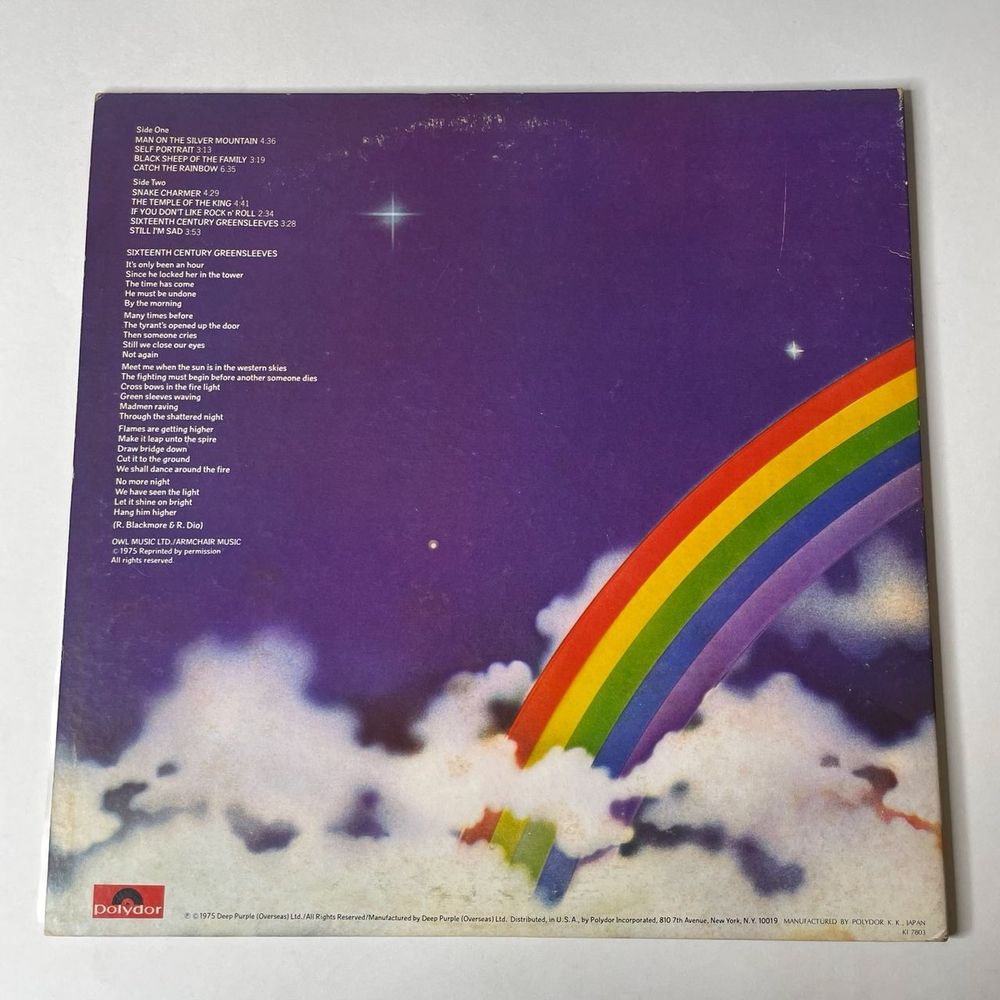 Side One
MAN ON THE SILVER MOUNTAIN 4:36
SELF PORTRAIT 3:13
BLACK SHEEP OF THE FAMILY 3:19
CATCH THE RAINBOW 6:35
Side Two
SNAKE CHARMER 4:29
THE TEMPLE OF THE KING 4:41
IF YOU DON'T LIKE ROCK n' ROLL 2:34
SIXTEENTH CENTURY GREENSLEEVES 3:28
STILL I'M SAD 3:53
SIXTEENTH CENTURY GREENSLEEVES
It's only been an hour
Since he locked her in the tower
The time has come
He must be undone
By the morning
Many times before
The tyrant's opened up the door
Then someone cries
Still we close our eyes
Not again
Meet me when the sun is in the western skies
The fighting must begin before another someone dies
Cross bows in the fire light
Green sleeves waving
Madmen raving
Through the shattered night
Flames are getting higher
Make it leap unto the spire
Draw bridge down
Cut it to the ground
We shall dance around the fire
No more night
We have seen the light
Let it shine on bright
Hang him higher
(R. Blackmore & R. Dio)
OWL MUSIC LTD./ARMCHAIR MUSIC
© 1975 Reprinted by permission
All rights reserved.
polydor
℗ © 1975 Deep Purple (Overseas) Ltd./All Rights Reserved/Manufactured by Deep Purple (Overseas) Ltd. Distributed, in U.S.A., by Polydor Incorporated, 810 7th Avenue, New York, N.Y. 10019 MANUFACTURED BY POLYDOR K.K., JAPAN
KI 7803